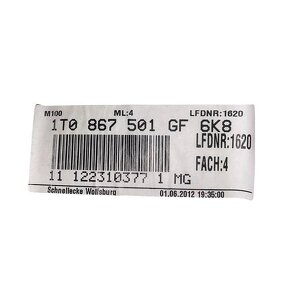 M100 ML:4 LFDNR:1620
1T0 867 501 GF 6K8
LFDNR:1620
FACH:4
11 122310377 1 MG
Schnellecke Wolfsburg 01.06.2012 19:35:00